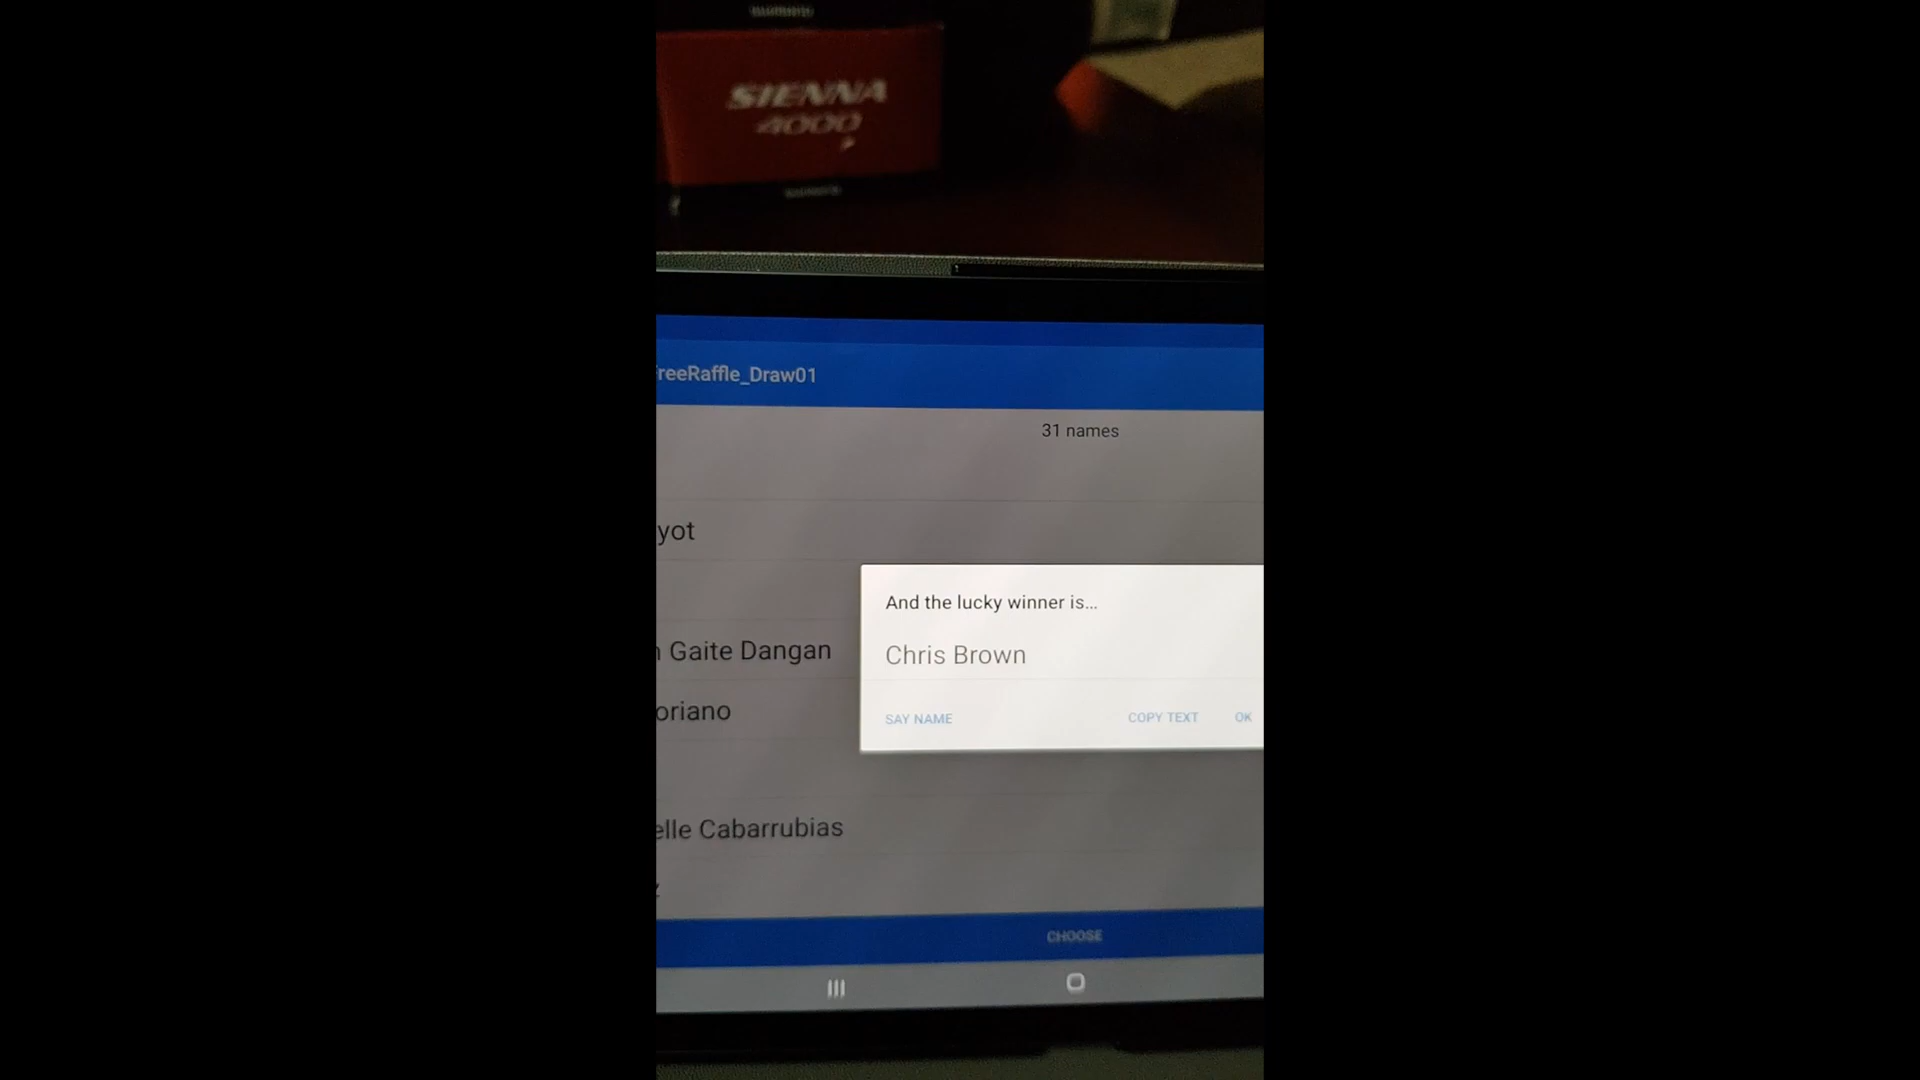 SIENNA
4000
reeRaffle_Draw01
31 names
yot
And the lucky winner is...
Gaite Dangan
Chris Brown
oriano
SAY NAME COPY TEXT OK
elle Cabarrubias
CHOOSE